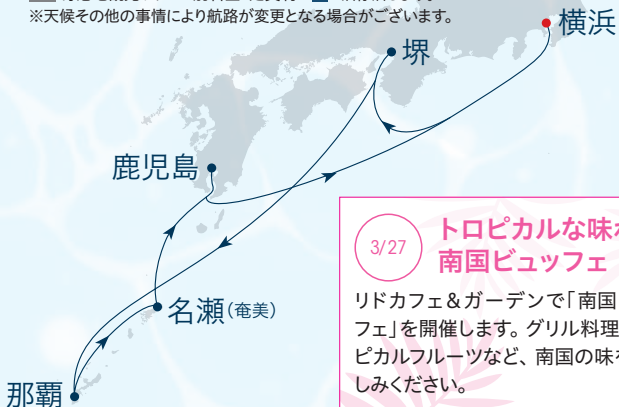 ※天候その他の事情により航路が変更となる場合がございます。
横浜
堺
鹿児島
3/27
トロピカルな味
南国ビュッフェ
リドカフェ&ガーデンで「南国
フェ」を開催します。グリル料理
ピカルフルーツなど、南国の味を
しみください。
名瀬(奄美)
那覇